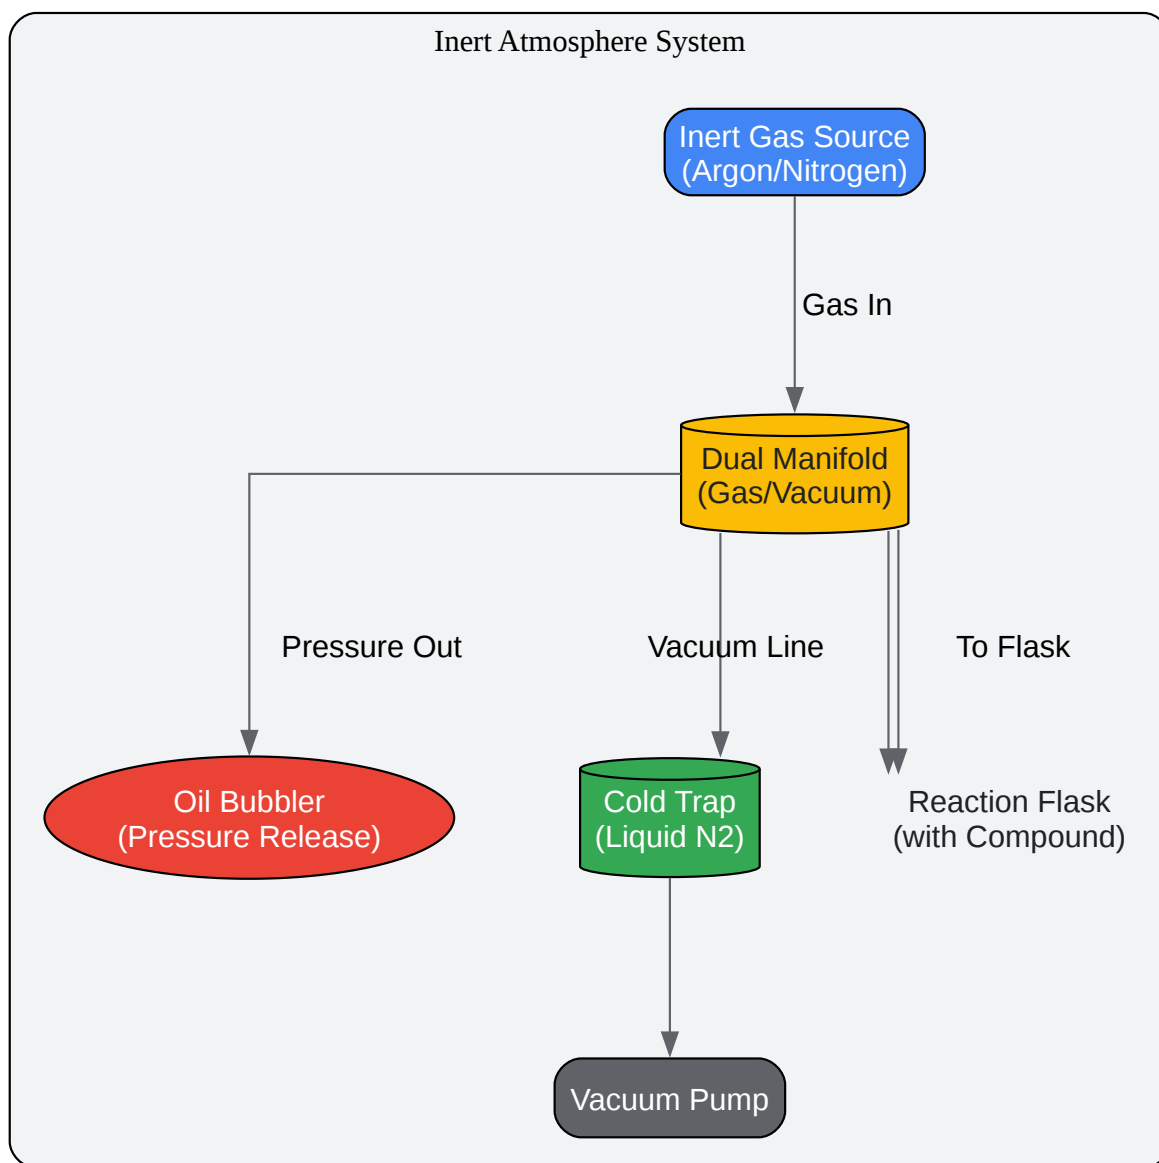 Inert Atmosphere System
Inert Gas Source
(Argon/Nitrogen)
Gas In
Dual Manifold
(Gas/Vacuum)
Pressure Out
Vacuum Line
To Flask
Oil Bubbler
(Pressure Release)
Cold Trap
(Liquid N2)
Reaction Flask
(with Compound)
Vacuum Pump